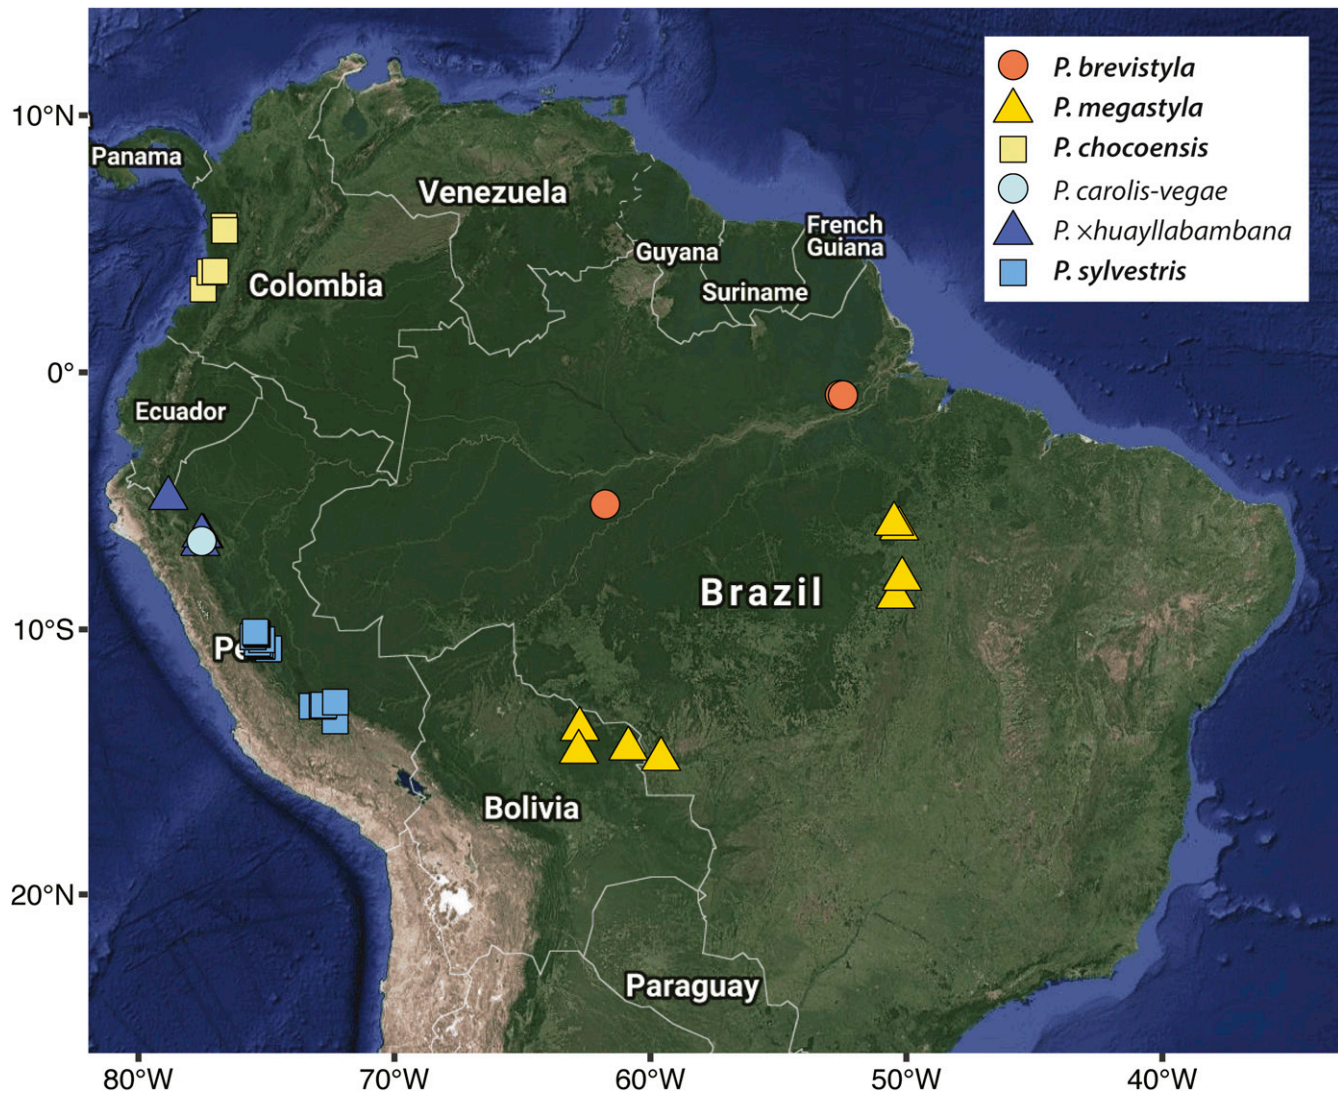 P. brevistyla
P. megastyla
P. chocoensis
P. carolis-vegae
P. ×huayllabambana
P. sylvestris
10°N
0°
10°S
20°N
80°W
70°W
60°W
50°W
40°W
Panama
Venezuela
Colombia
Guyana
Suriname
French
Guiana
Ecuador
Brazil
Bolivia
Paraguay